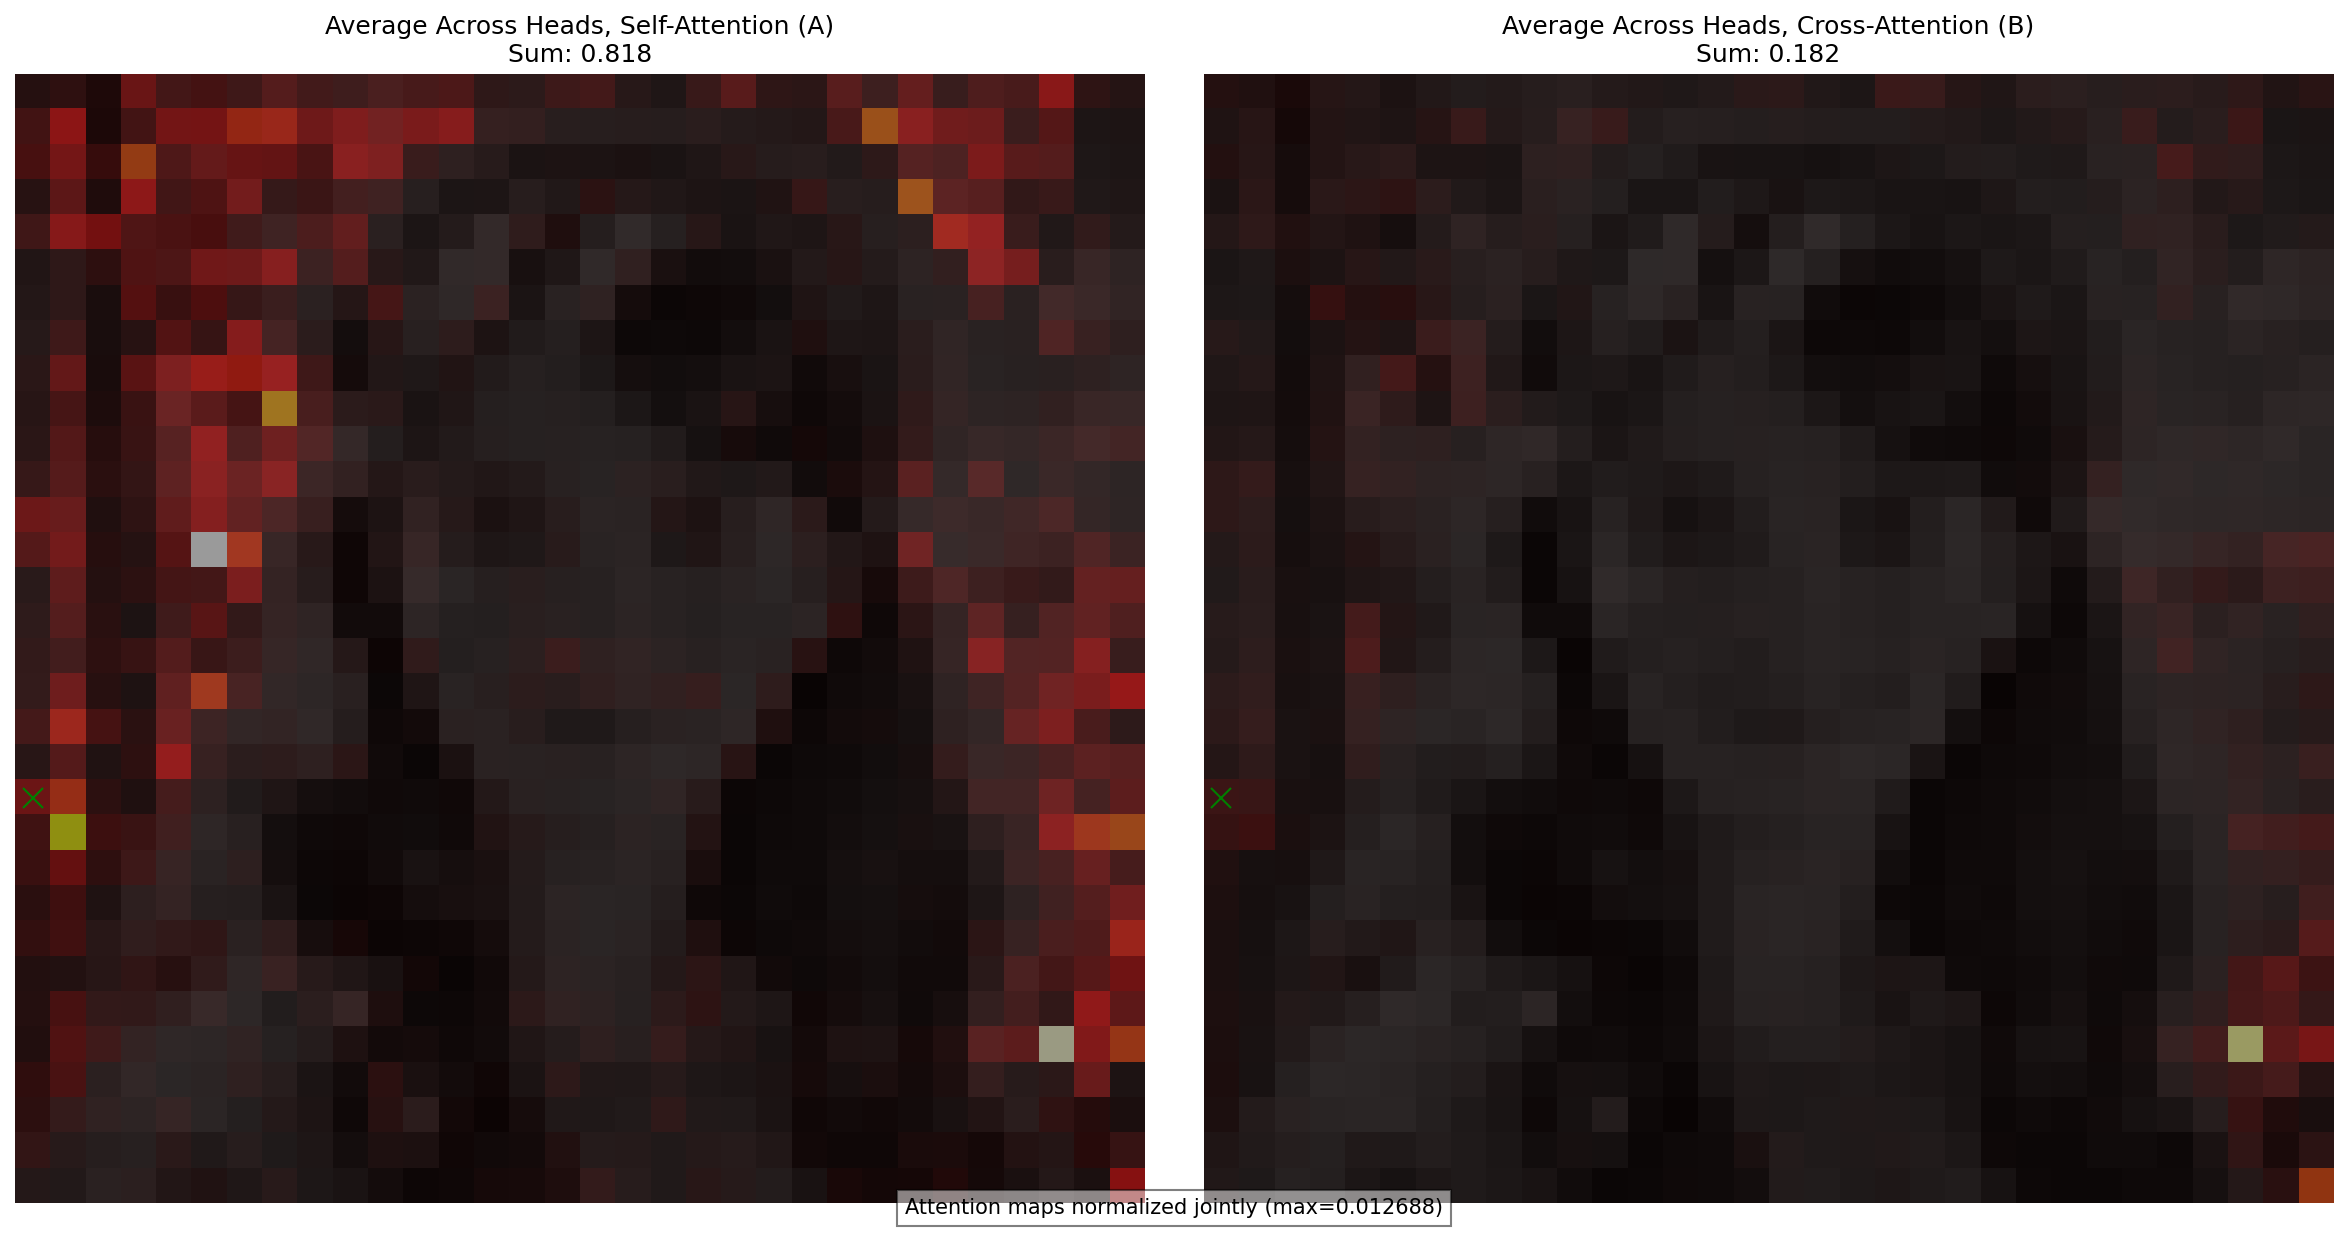 Average Across Heads, Self-Attention (A)
Sum: 0.818
Average Across Heads, Cross-Attention (B)
Sum: 0.182
Attention maps normalized jointly (max=0.012688)